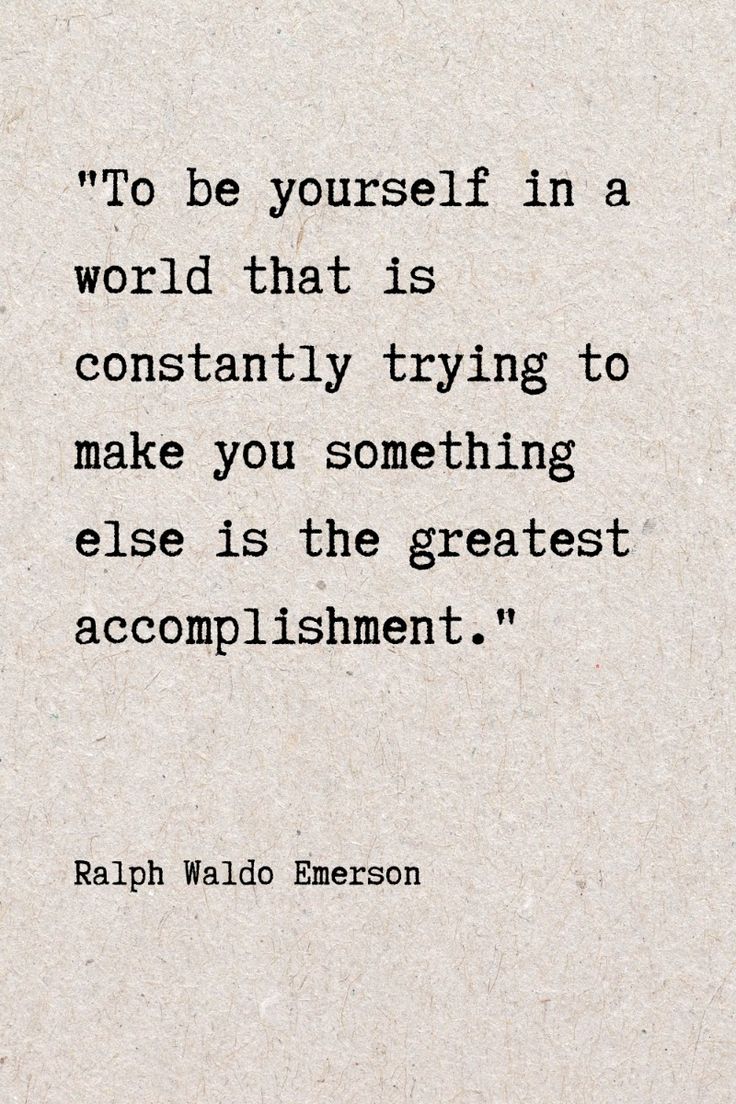 "To be yourself in a
world that is
constantly trying to
make you something
else is the greatest
accomplishment."
Ralph Waldo Emerson